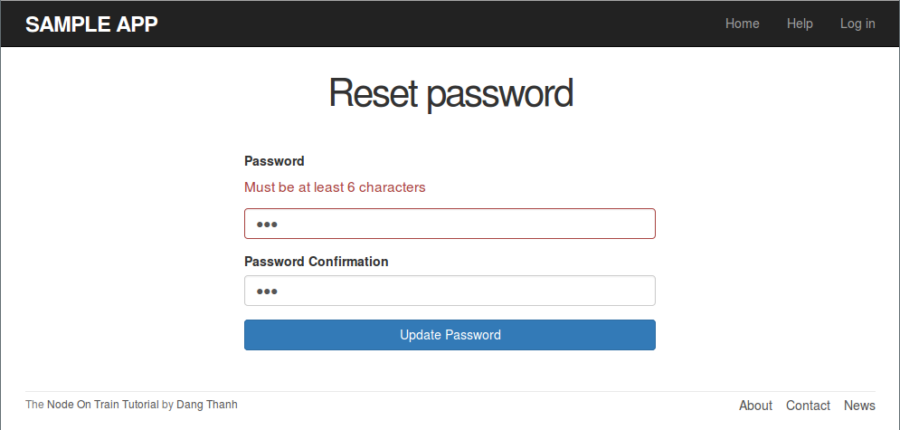 SAMPLE APP
Home Help Log in
Reset password
Password
Must be at least 6 characters
●●●
Password Confirmation
●●●
Update Password
The Node On Train Tutorial by Dang Thanh
About Contact News